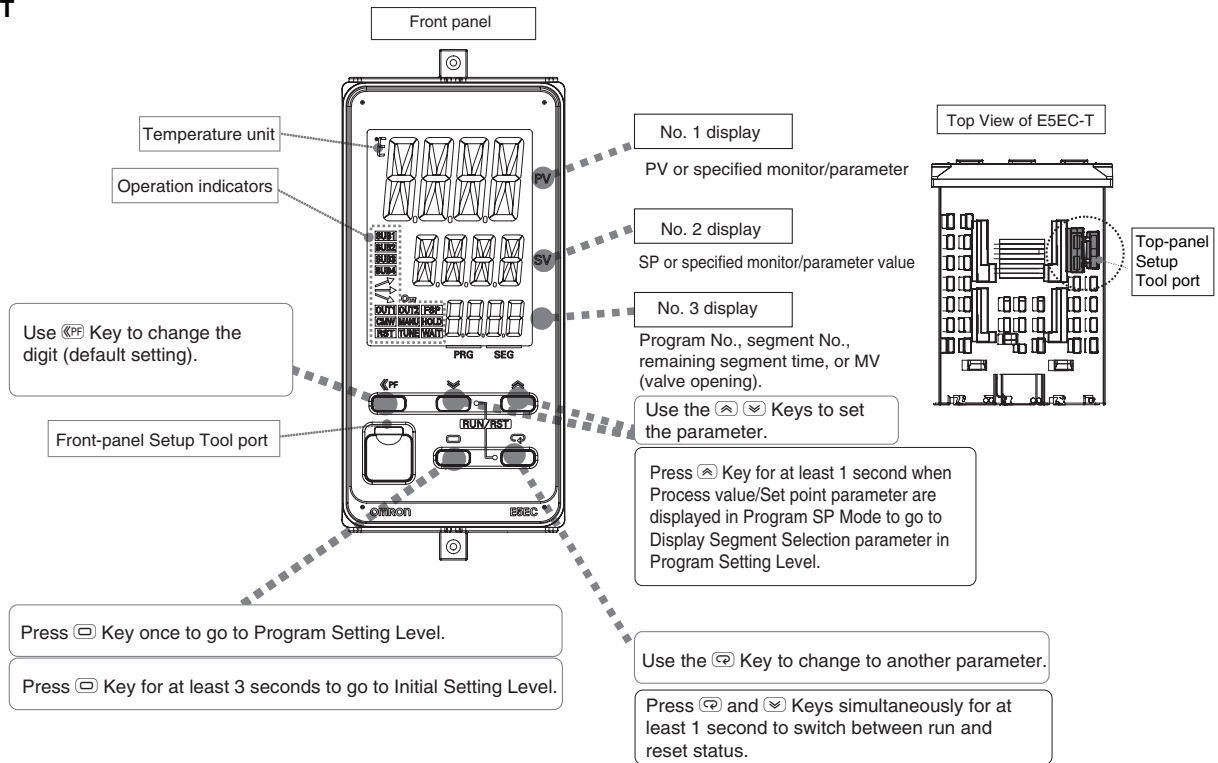 T
Front panel
Temperature unit
Operation indicators
PV
SV
SUB1
SUB2
SUB3
SUB4
OUT1 OUT2 FSP
CMW MANU HOLD
RST TUNE WAIT
PRG SEG
PF
RUN/RST
OMRON E5EC
No. 1 display
PV or specified monitor/parameter
No. 2 display
SP or specified monitor/parameter value
No. 3 display
Program No., segment No.,
remaining segment time, or MV
(valve opening).
Top View of E5EC-T
Top-panel
Setup
Tool port
Use PF Key to change the
digit (default setting).
Front-panel Setup Tool port
Use the Keys to set
the parameter.
Press Key for at least 1 second when
Process value/Set point parameter are
displayed in Program SP Mode to go to
Display Segment Selection parameter in
Program Setting Level.
Press Key once to go to Program Setting Level.
Press Key for at least 3 seconds to go to Initial Setting Level.
Use the Key to change to another parameter.
Press and Keys simultaneously for at
least 1 second to switch between run and
reset status.